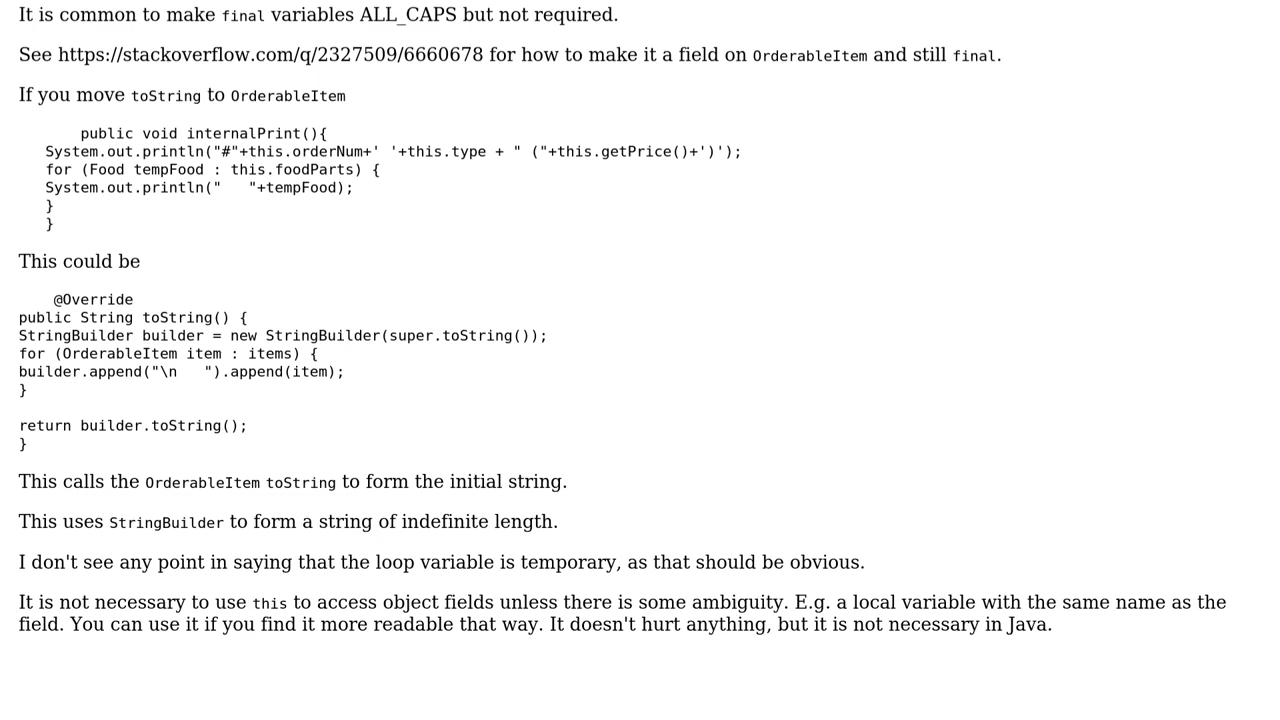 It is common to make final variables ALL_CAPS but not required.
See https://stackoverflow.com/q/2327509/6660678 for how to make it a field on OrderableItem and still final.
If you move toString to OrderableItem
public void internalPrint(){
System.out.println("#"+this.orderNum+' '+this.type + " ("+this.getPrice()+')');
for (Food tempFood : this.foodParts) {
System.out.println("   "+tempFood);
}
}
This could be
@Override
public String toString() {
StringBuilder builder = new StringBuilder(super.toString());
for (OrderableItem item : items) {
builder.append("\n   ").append(item);
}
return builder.toString();
}
This calls the OrderableItem toString to form the initial string.
This uses StringBuilder to form a string of indefinite length.
I don't see any point in saying that the loop variable is temporary, as that should be obvious.
It is not necessary to use this to access object fields unless there is some ambiguity. E.g. a local variable with the same name as the
field. You can use it if you find it more readable that way. It doesn't hurt anything, but it is not necessary in Java.